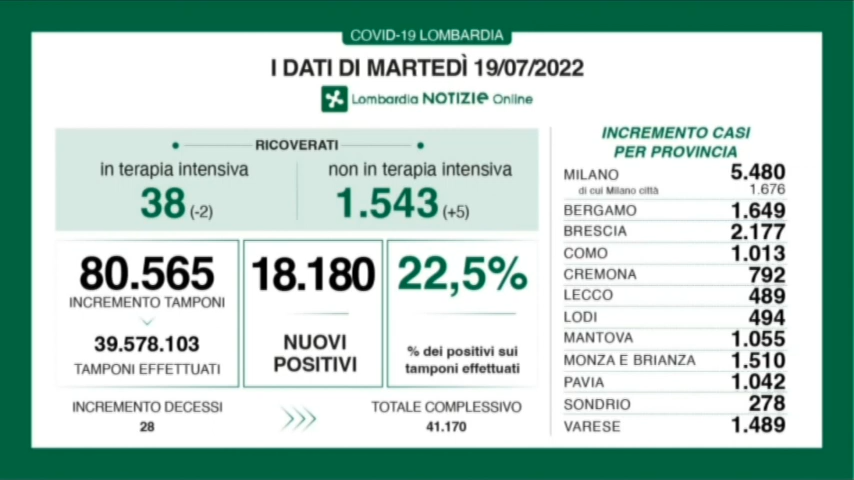 COVID-19 LOMBARDIA
I DATI DI MARTEDÌ 19/07/2022
Lombardia NOTIZIE Online
RICOVERATI
in terapia intensiva
38 (-2)
non in terapia intensiva
1.543 (+5)
80.565
INCREMENTO TAMPONI
39.578.103
TAMPONI EFFETTUATI
18.180
NUOVI
POSITIVI
22,5%
% dei positivi sui
tamponi effettuati
INCREMENTO DECESSI
28
TOTALE COMPLESSIVO
41.170
INCREMENTO CASI
PER PROVINCIA
MILANO 5.480
di cui Milano città 1.676
BERGAMO 1.649
BRESCIA 2.177
COMO 1.013
CREMONA 792
LECCO 489
LODI 494
MANTOVA 1.055
MONZA E BRIANZA 1.510
PAVIA 1.042
SONDRIO 278
VARESE 1.489